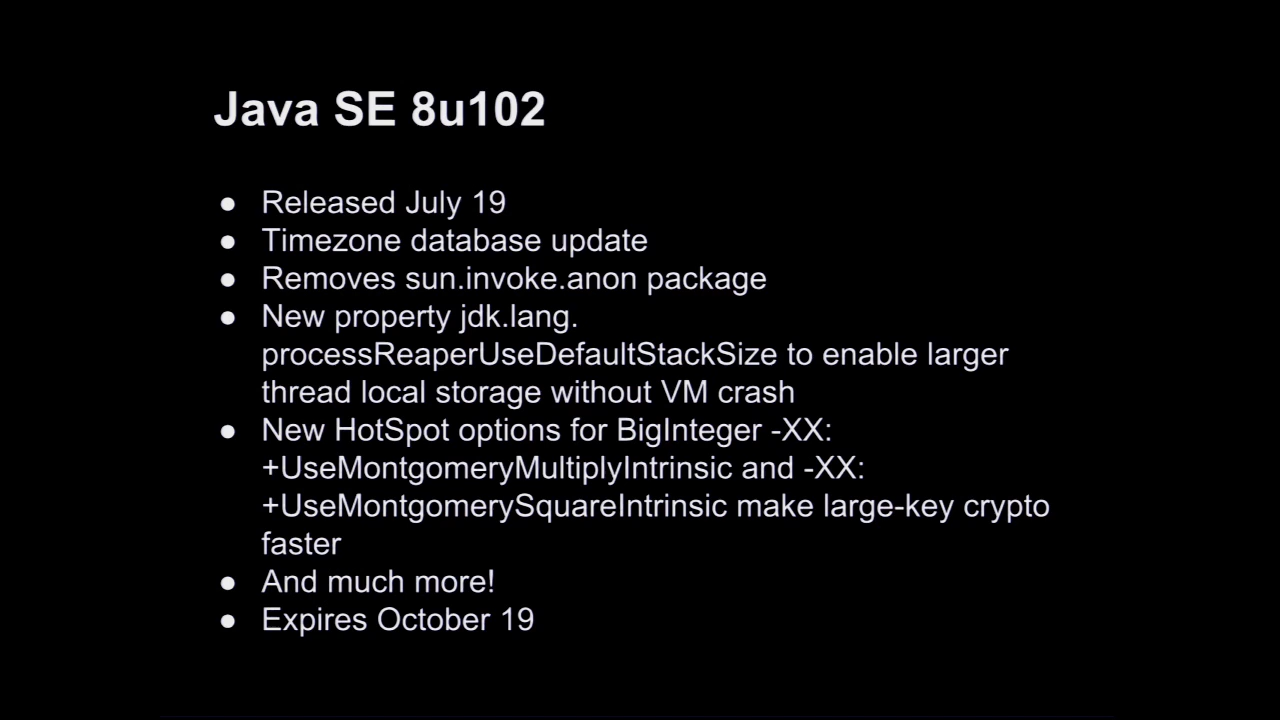 Java SE 8u102
● Released July 19
● Timezone database update
● Removes sun.invoke.anon package
● New property jdk.lang.
processReaperUseDefaultStackSize to enable larger
thread local storage without VM crash
● New HotSpot options for BigInteger -XX:
+UseMontgomeryMultiplyIntrinsic and -XX:
+UseMontgomerySquareIntrinsic make large-key crypto
faster
● And much more!
● Expires October 19